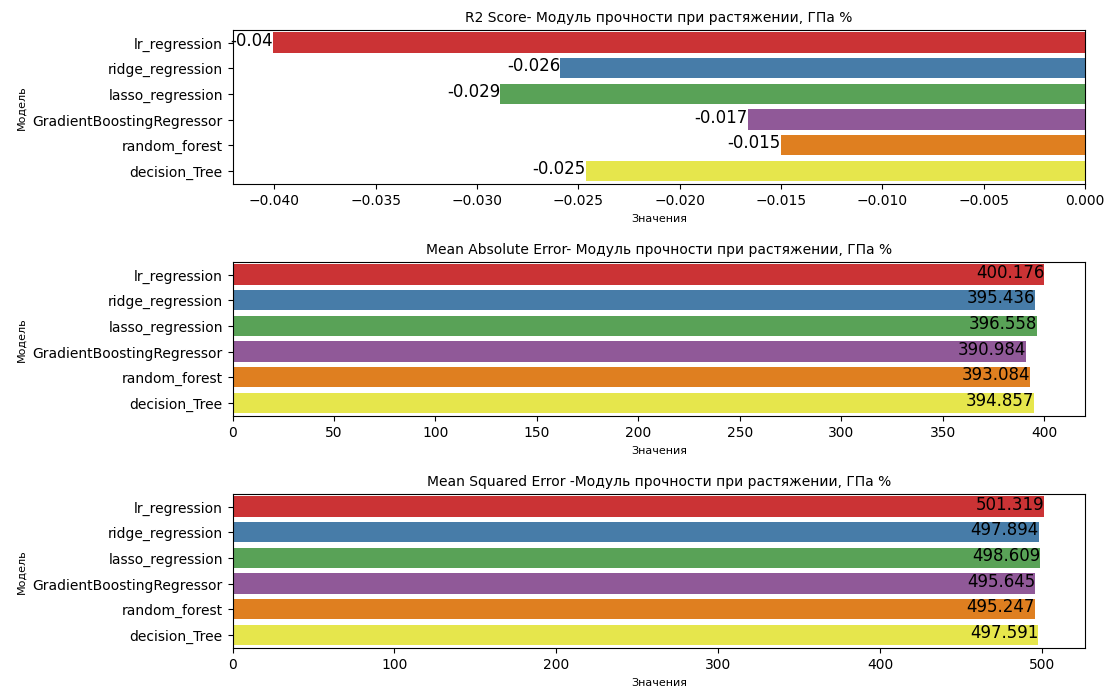 R2 Score- Модуль прочности при растяжении, ГПа %
Модель
lr_regression
-0.04
ridge_regression
-0.026
lasso_regression
-0.029
GradientBoostingRegressor
-0.017
random_forest
-0.015
decision_Tree
-0.025
−0.040 −0.035 −0.030 −0.025 −0.020 −0.015 −0.010 −0.005 0.000
Значения
Mean Absolute Error- Модуль прочности при растяжении, ГПа %
Модель
lr_regression
400.176
ridge_regression
395.436
lasso_regression
396.558
GradientBoostingRegressor
390.984
random_forest
393.084
decision_Tree
394.857
0 50 100 150 200 250 300 350 400
Значения
Mean Squared Error -Модуль прочности при растяжении, ГПа %
Модель
lr_regression
501.319
ridge_regression
497.894
lasso_regression
498.609
GradientBoostingRegressor
495.645
random_forest
495.247
decision_Tree
497.591
0 100 200 300 400 500
Значения